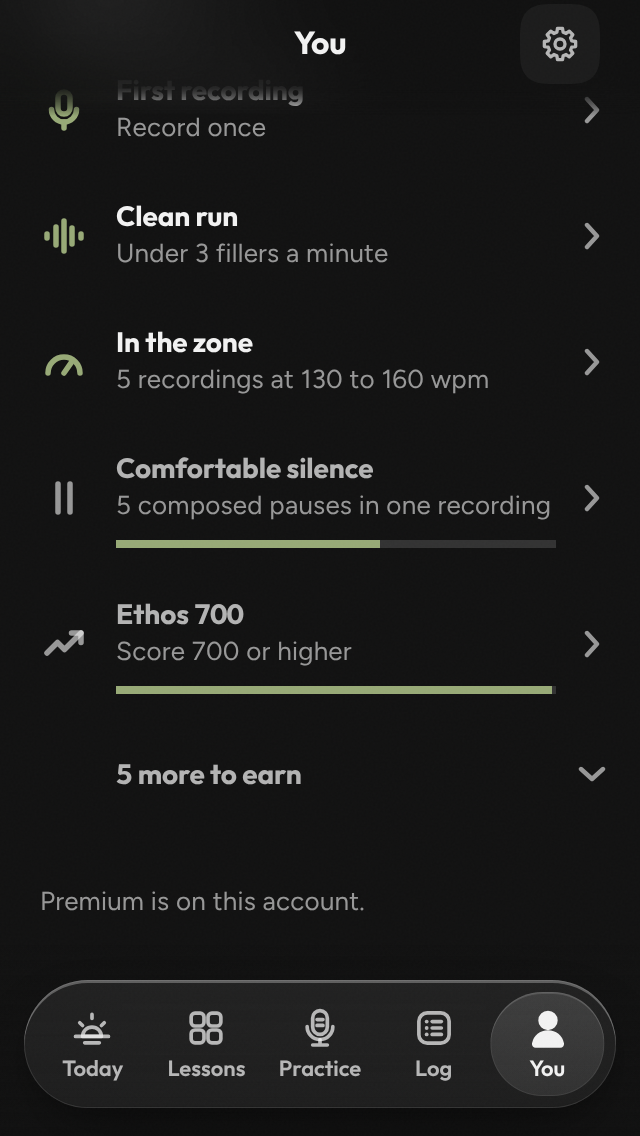 You
First recording
Record once
Clean run
Under 3 fillers a minute
In the zone
5 recordings at 130 to 160 wpm
Comfortable silence
5 composed pauses in one recording
Ethos 700
Score 700 or higher
5 more to earn
Premium is on this account.
Today
Lessons
Practice
Log
You